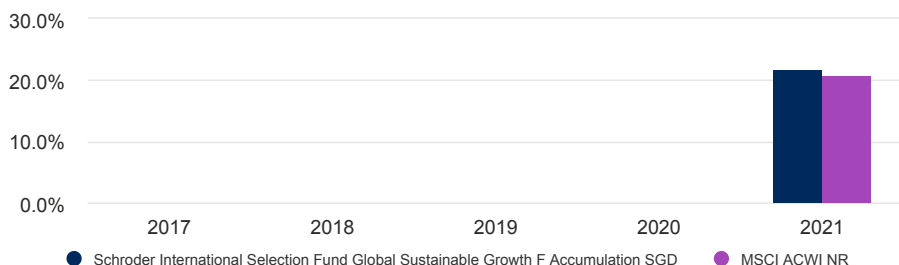 30.0%
20.0%
10.0%
0.0%
2017 2018 2019 2020 2021
Schroder International Selection Fund Global Sustainable Growth F Accumulation SGD MSCI ACWI NR